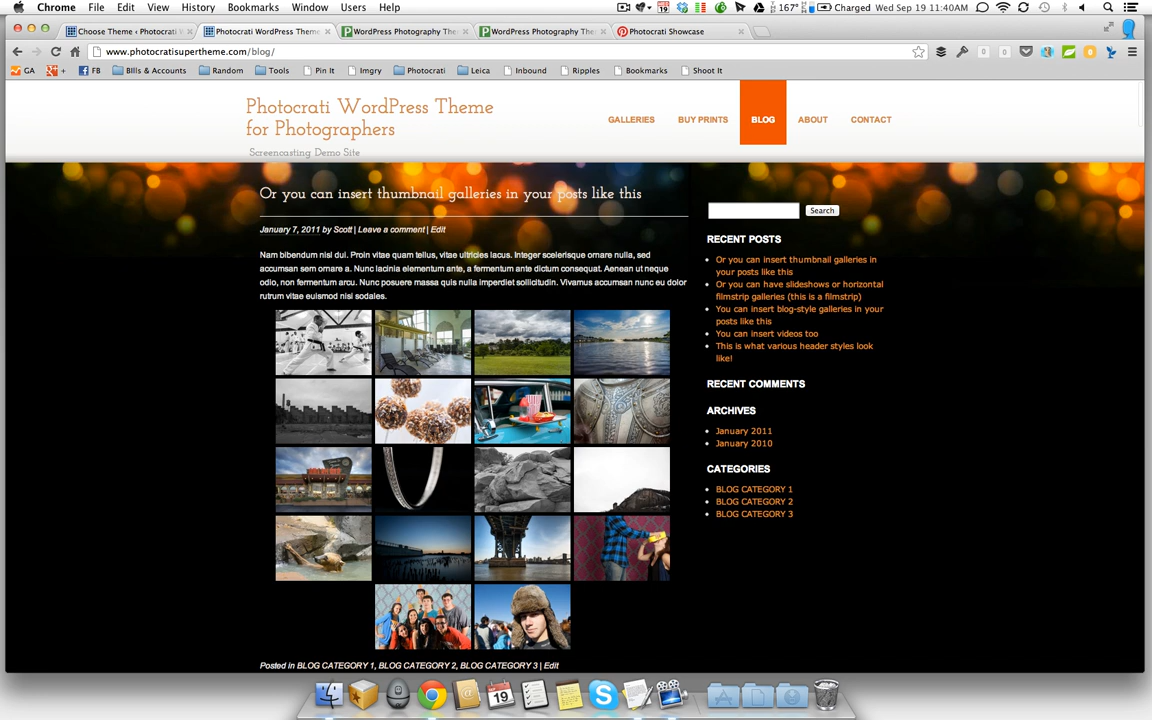 Chrome File Edit View History Bookmarks Window Users Help
167° Charged Wed Sep 19 11:40AM
Choose Theme ‹ Photocrati
Photocrati WordPress Theme
WordPress Photography The
WordPress Photography The
Photocrati Showcase
www.photocratisupertheme.com/blog/
GA + FB BIlls & Accounts Random Tools Pin It Imgry Photocrati Leica Inbound Ripples Bookmarks Shoot It
Photocrati WordPress Theme
for Photographers
Screencasting Demo Site
GALLERIES BUY PRINTS BLOG ABOUT CONTACT
Or you can insert thumbnail galleries in your posts like this
January 7, 2011 by Scott | Leave a comment | Edit
Nam bibendum nisl dui. Proin vitae quam tellus, vitae ultricies lacus. Integer scelerisque ornare nulla, sed
accumsan sem ornare a. Nunc lacinia elementum ante, a fermentum ante dictum consequat. Aenean ut neque
odio, non fermentum arcu. Nunc posuere massa quis nulla imperdiet sollicitudin. Vivamus accumsan nunc eu dolor
rutrum vitae euismod nisi sodales.
Posted in BLOG CATEGORY 1, BLOG CATEGORY 2, BLOG CATEGORY 3 | Edit
Search
RECENT POSTS
Or you can insert thumbnail galleries in
your posts like this
Or you can have slideshows or horizontal
filmstrip galleries (this is a filmstrip)
You can insert blog-style galleries in your
posts like this
You can insert videos too
This is what various header styles look
like!
RECENT COMMENTS
ARCHIVES
January 2011
January 2010
CATEGORIES
BLOG CATEGORY 1
BLOG CATEGORY 2
BLOG CATEGORY 3
19